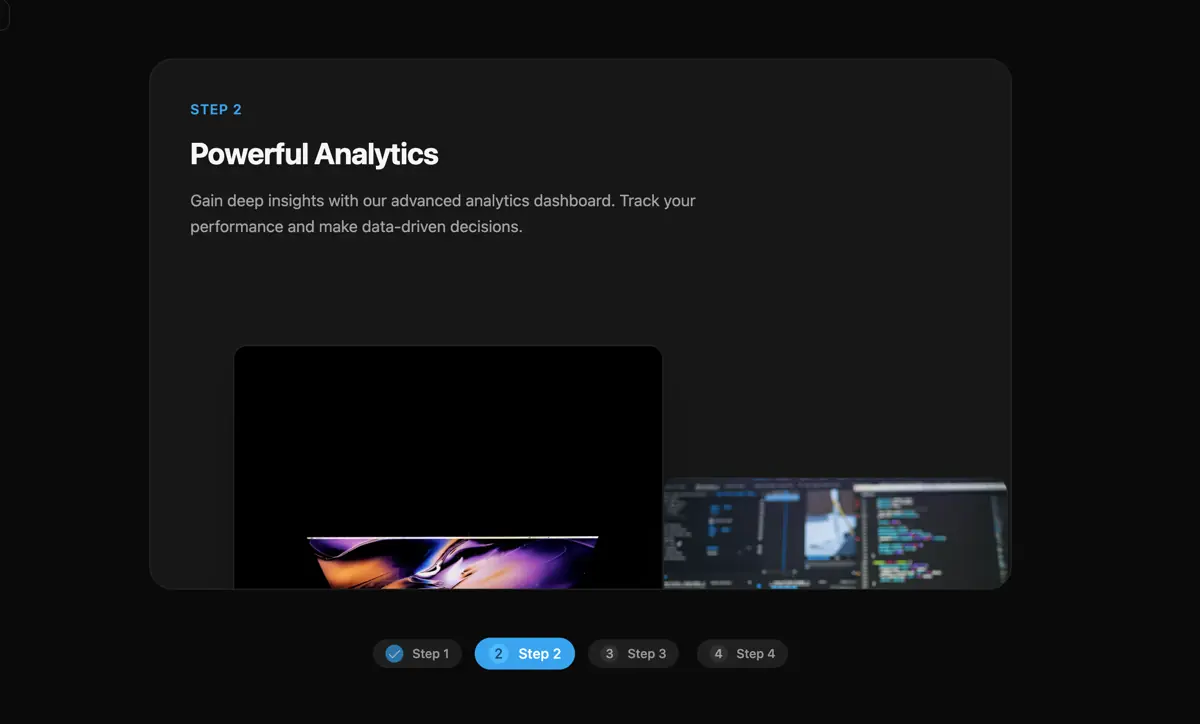 STEP 2
Powerful Analytics
Gain deep insights with our advanced analytics dashboard. Track your
performance and make data-driven decisions.
Step 1
2 Step 2
3 Step 3
4 Step 4